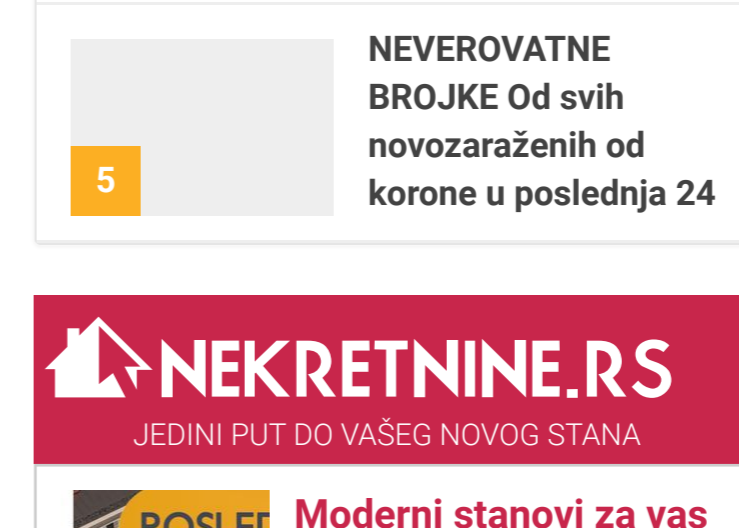 NEVEROVATNE
BROJKE Od svih
novozaraženih od
5
korone u poslednja 24
NEKRETNINE.RS
JEDINI PUT DO VAŠEG NOVOG STANA
Moderni stanovi za vas